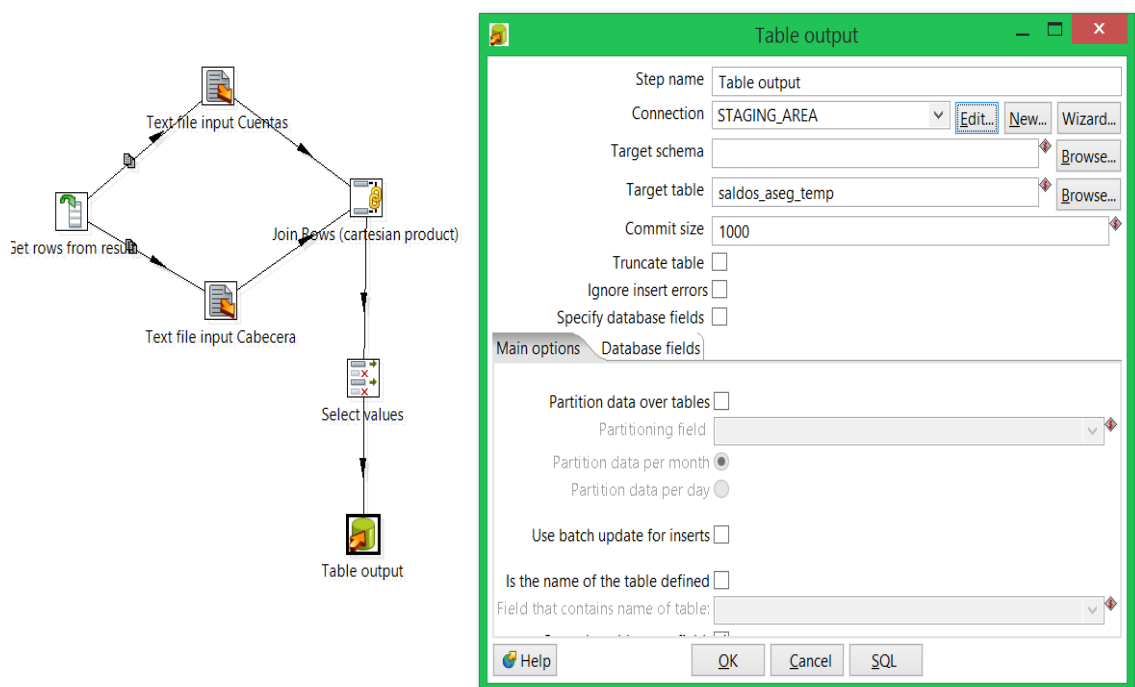 Text file input Cuentas
Get rows from result
Join Rows (cartesian product)
Text file input Cabecera
Select values
Table output
Table output
Step name Table output
Connection STAGING_AREA Edit... New... Wizard...
Target schema Browse...
Target table saldos_aseg_temp Browse...
Commit size 1000
Truncate table
Ignore insert errors
Specify database fields
Main options Database fields
Partition data over tables
Partitioning field
Partition data per month
Partition data per day
Use batch update for inserts
Is the name of the table defined
Field that contains name of table:
Help OK Cancel SQL